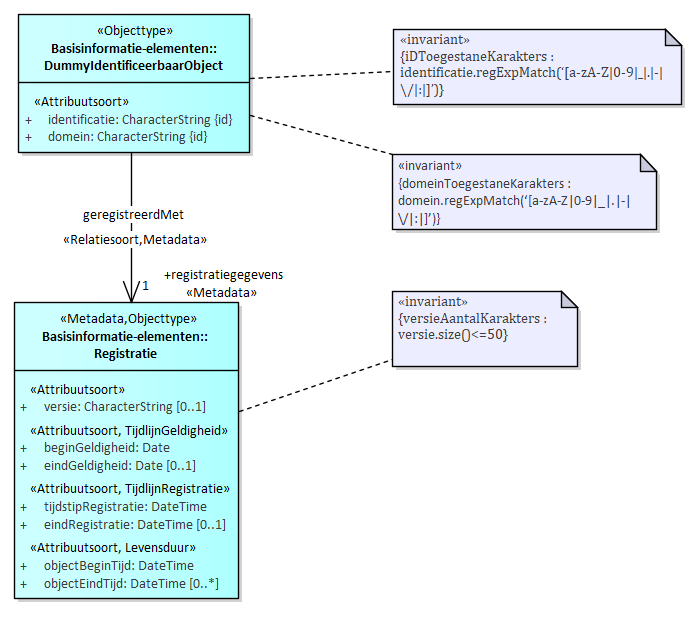 «Objecttype»
Basisinformatie-elementen::
DummyIdentificeerbaarObject
«Attribuutsoort»
+ identificatie: CharacterString {id}
+ domein: CharacterString {id}
«invariant»
{iDToegestaneKarakters :
identificatie.regExpMatch(‘[a-zA-Z|0-9|_|.|-|
\/|:|]’)}
«invariant»
{domeinToegestaneKarakters :
domein.regExpMatch(‘[a-zA-Z|0-9|_|.|-|
\/|:|]’)}
geregistreerdMet
«Relatiesoort,Metadata»
1
+registratiegegevens
«Metadata»
«Metadata,Objecttype»
Basisinformatie-elementen::
Registratie
«invariant»
{versieAantalKarakters :
versie.size()<=50}
«Attribuutsoort»
+ versie: CharacterString [0..1]
«Attribuutsoort, TijdlijnGeldigheid»
+ beginGeldigheid: Date
+ eindGeldigheid: Date [0..1]
«Attribuutsoort, TijdlijnRegistratie»
+ tijdstipRegistratie: DateTime
+ eindRegistratie: DateTime [0..1]
«Attribuutsoort, Levensduur»
+ objectBeginTijd: DateTime
+ objectEindTijd: DateTime [0..*]